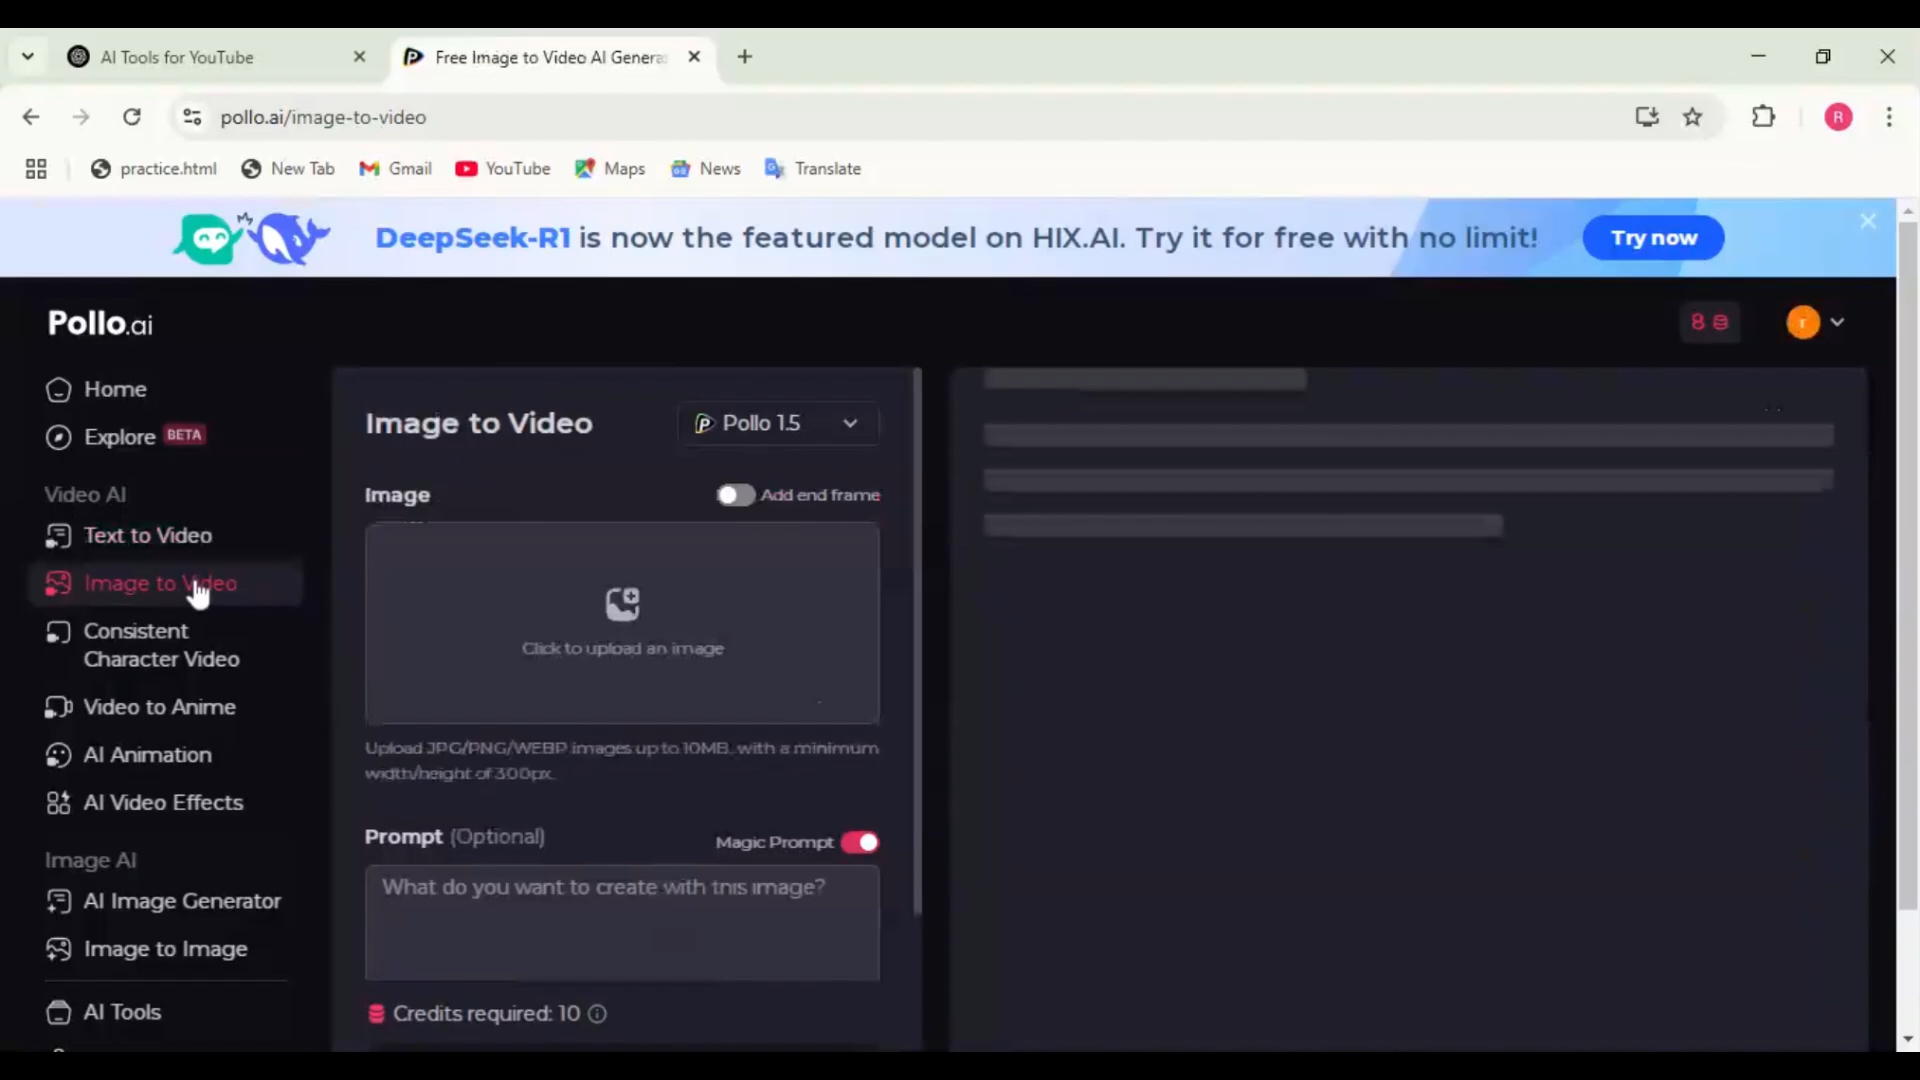 AI Tools for YouTube
Free Image to Video AI Genera
pollo.ai/image-to-video
R
practice.html
New Tab
Gmail
YouTube
Maps
News
Translate
DeepSeek-R1 is now the featured model on HIX.AI. Try it for free with no limit!
Try now
Pollo.ai
8
Home
Explore BETA
Video AI
Text to Video
Image to Video
Consistent
Character Video
Video to Anime
AI Animation
AI Video Effects
Image AI
AI Image Generator
Image to Image
AI Tools
Image to Video
Pollo 1.5
Image
Add end frame
Click to upload an image
Upload JPG/PNG/WEBP images up to 10MB, with a minimum
width/height of 300px.
Prompt (Optional)
Magic Prompt
What do you want to create with this image?
Credits required: 10